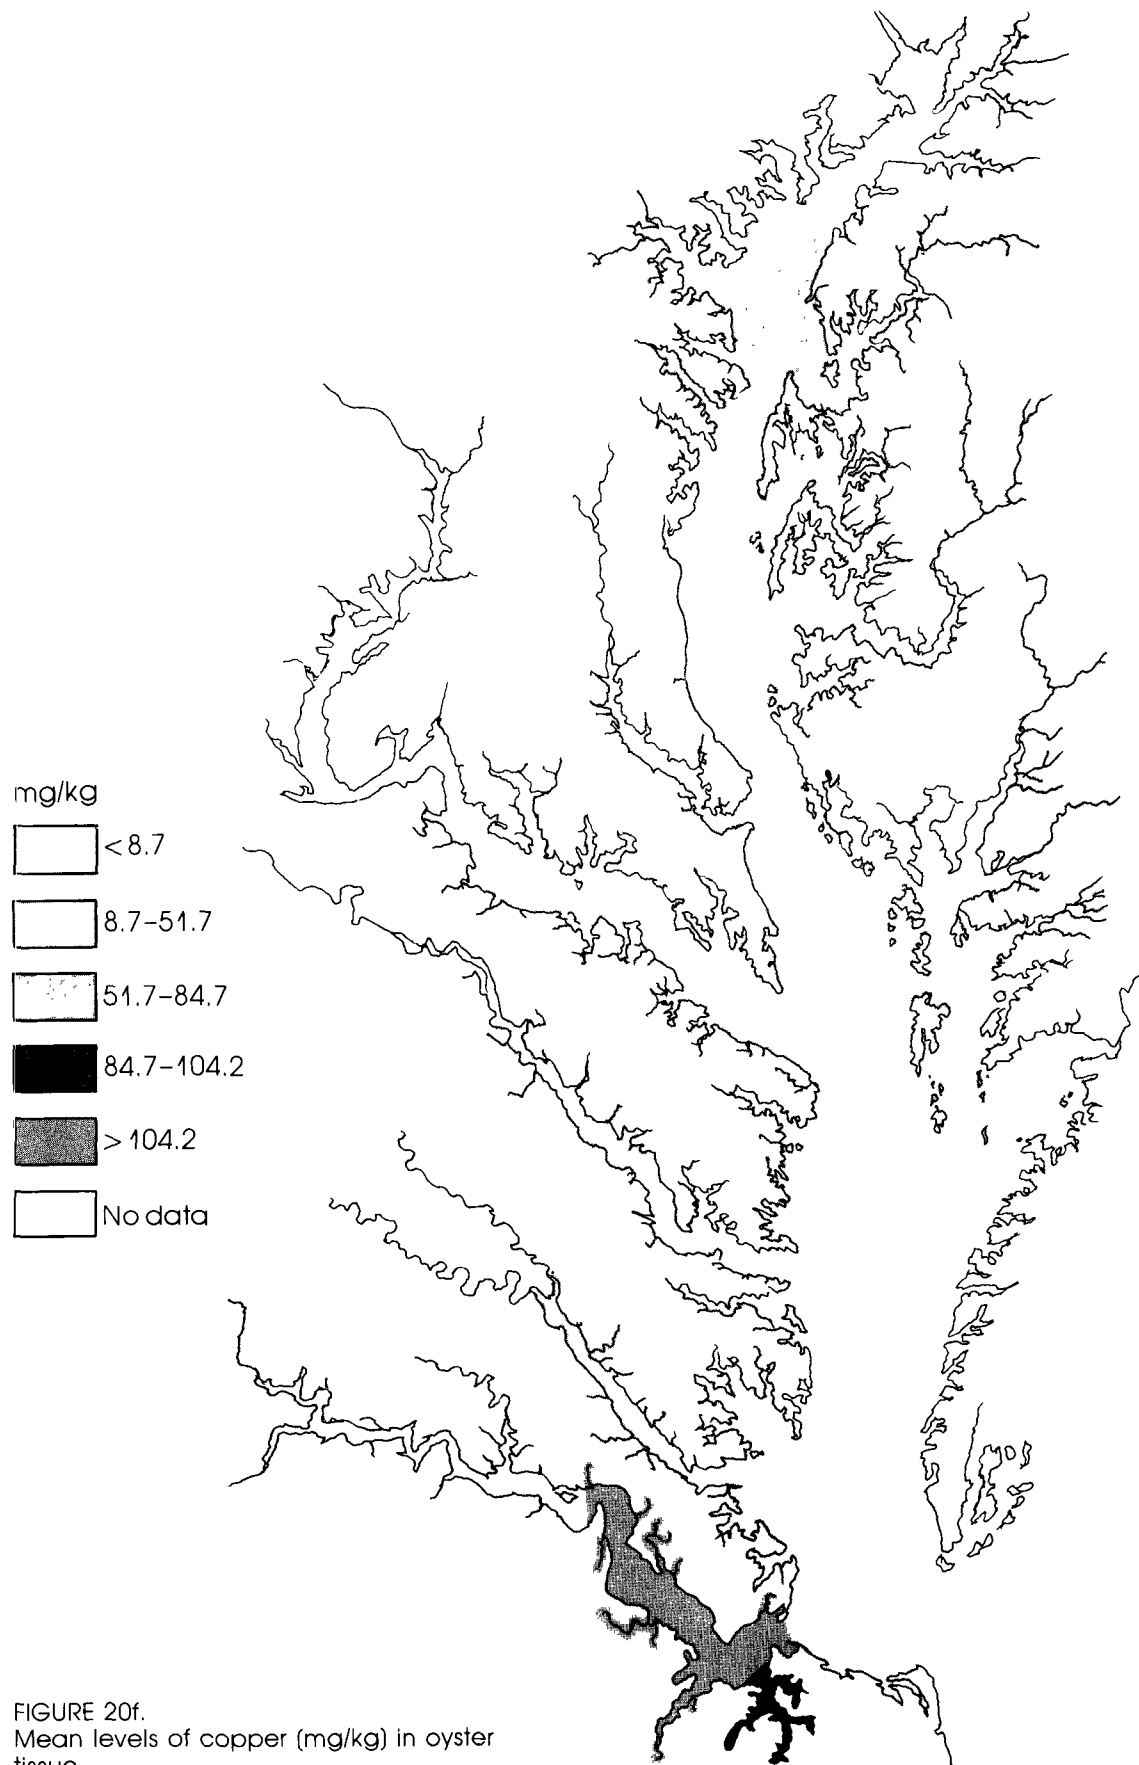 mg/kg
<8.7
8.7-51.7
51.7-84.7
84.7-104.2
>104.2
No data
FIGURE 20f.
Mean levels of copper (mg/kg) in oyster
tissue